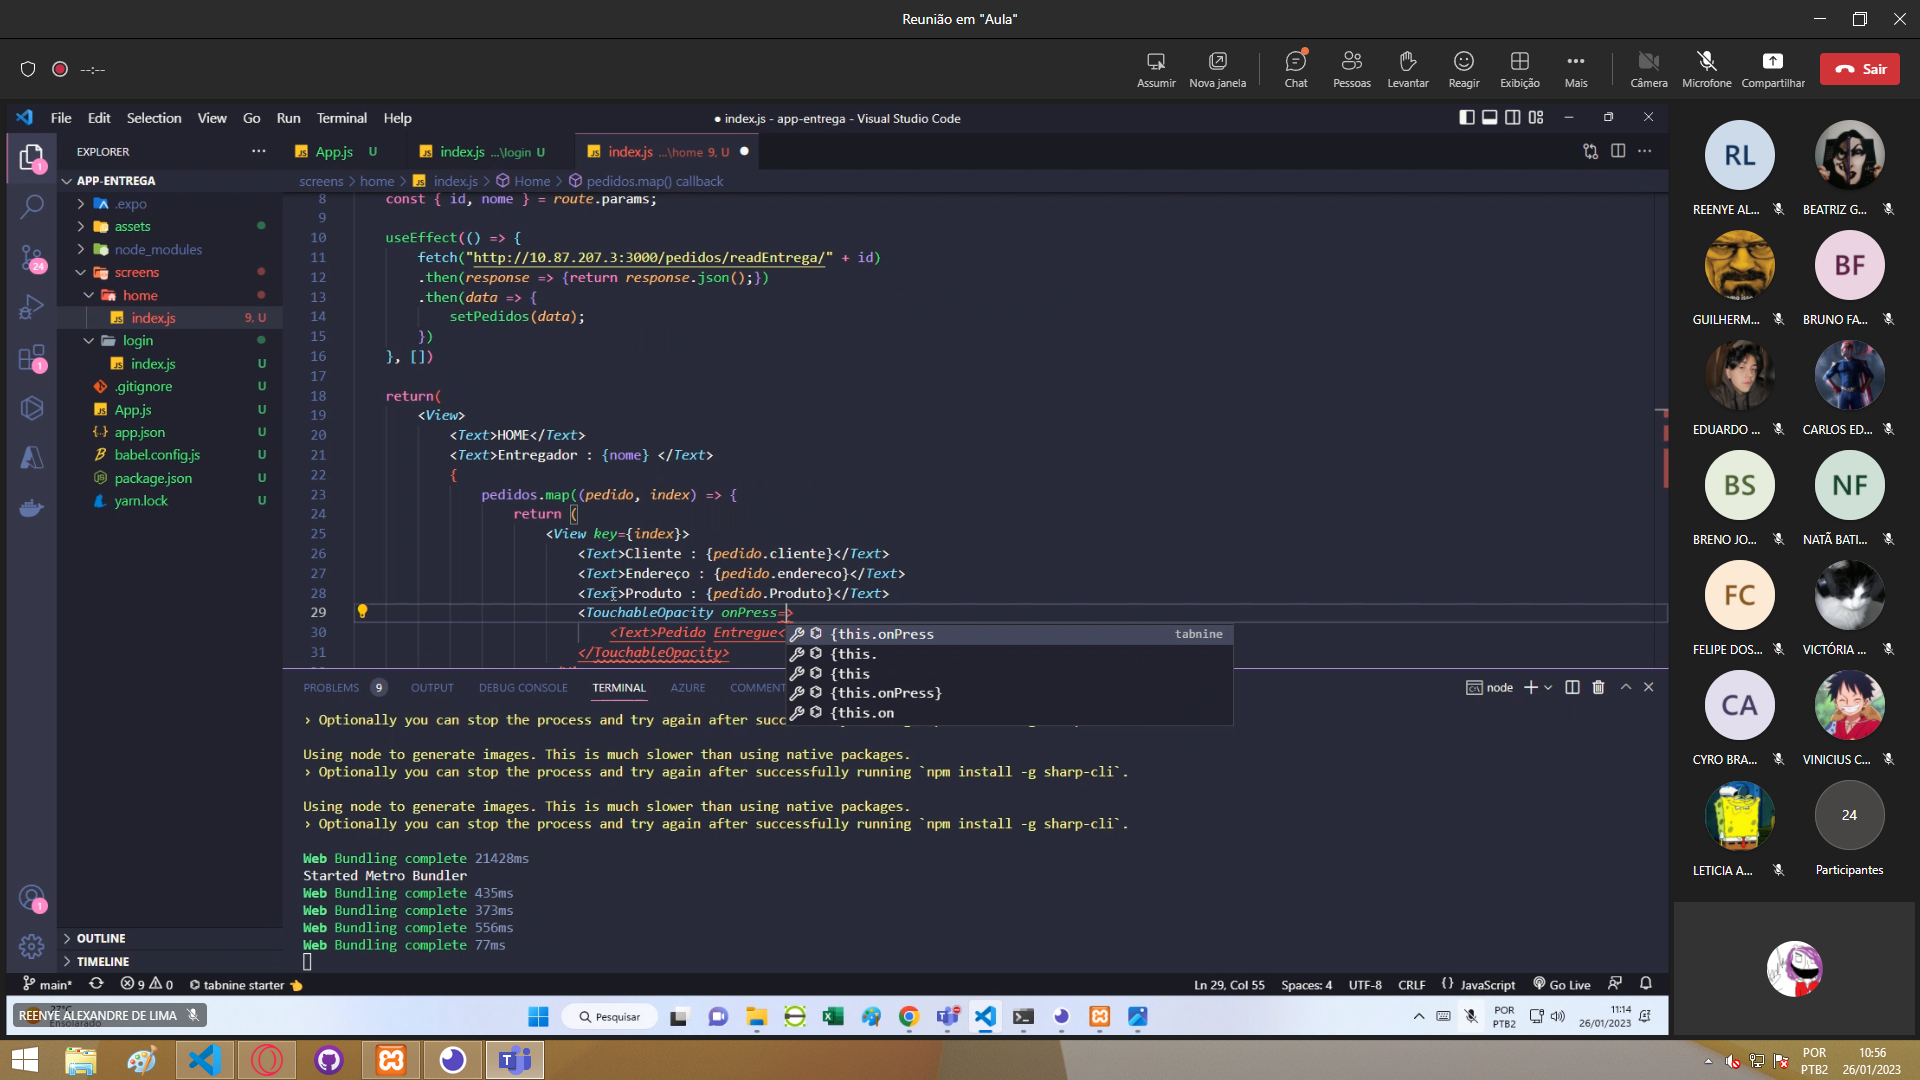 Reunião em "Aula"
--:--
Assumir
Nova janela
Chat
Pessoas
Levantar
Reagir
Exibição
Mais
Câmera
Microfone
Compartilhar
Sair
File Edit Selection View Go Run Terminal Help
● index.js - app-entrega - Visual Studio Code
EXPLORER
APP-ENTREGA
.expo
assets
node_modules
screens
home
index.js 9, U
login
index.js U
.gitignore U
App.js U
app.json U
babel.config.js U
package.json U
yarn.lock U
OUTLINE
TIMELINE
1
24
1
1
App.js U
index.js ...\login U
index.js ...\home 9, U
screens > home > index.js > Home > pedidos.map() callback
8 const { id, nome } = route.params;
9
10 useEffect(() => {
11 fetch("http://10.87.207.3:3000/pedidos/readEntrega/" + id)
12 .then(response => {return response.json();})
13 .then(data => {
14 setPedidos(data);
15 })
16 }, [])
17
18 return(
19 <View>
20 <Text>HOME</Text>
21 <Text>Entregador : {nome} </Text>
22 {
23 pedidos.map((pedido, index) => {
24 return (
25 <View key={index}>
26 <Text>Cliente : {pedido.cliente}</Text>
27 <Text>Endereço : {pedido.endereco}</Text>
28 <Text>Produto : {pedido.Produto}</Text>
29 <TouchableOpacity onPress=>
30 <Text>Pedido Entregue<
31 </TouchableOpacity>
{this.onPress tabnine
{this.
{this
{this.onPress}
{this.on
PROBLEMS 9 OUTPUT DEBUG CONSOLE TERMINAL AZURE COMMENT
node
› Optionally you can stop the process and try again after succ
Using node to generate images. This is much slower than using native packages.
› Optionally you can stop the process and try again after successfully running `npm install -g sharp-cli`.
Using node to generate images. This is much slower than using native packages.
› Optionally you can stop the process and try again after successfully running `npm install -g sharp-cli`.
Web Bundling complete 21428ms
Started Metro Bundler
Web Bundling complete 435ms
Web Bundling complete 373ms
Web Bundling complete 556ms
Web Bundling complete 77ms
main* 9 0 tabnine starter
Ln 29, Col 55 Spaces: 4 UTF-8 CRLF {} JavaScript Go Live
27°C
Ensolarado
REENYE ALEXANDRE DE LIMA
Pesquisar
POR
PTB2
11:14
26/01/2023
RL
REENYE AL...
BEATRIZ G...
GUILHERM...
BF
BRUNO FA...
EDUARDO ...
CARLOS ED...
BS
BRENO JO...
NF
NATÃ BATI...
FC
FELIPE DOS...
VICTÓRIA ...
CA
CYRO BRA...
VINICIUS C...
LETICIA A...
24
Participantes
POR
PTB2
10:56
26/01/2023